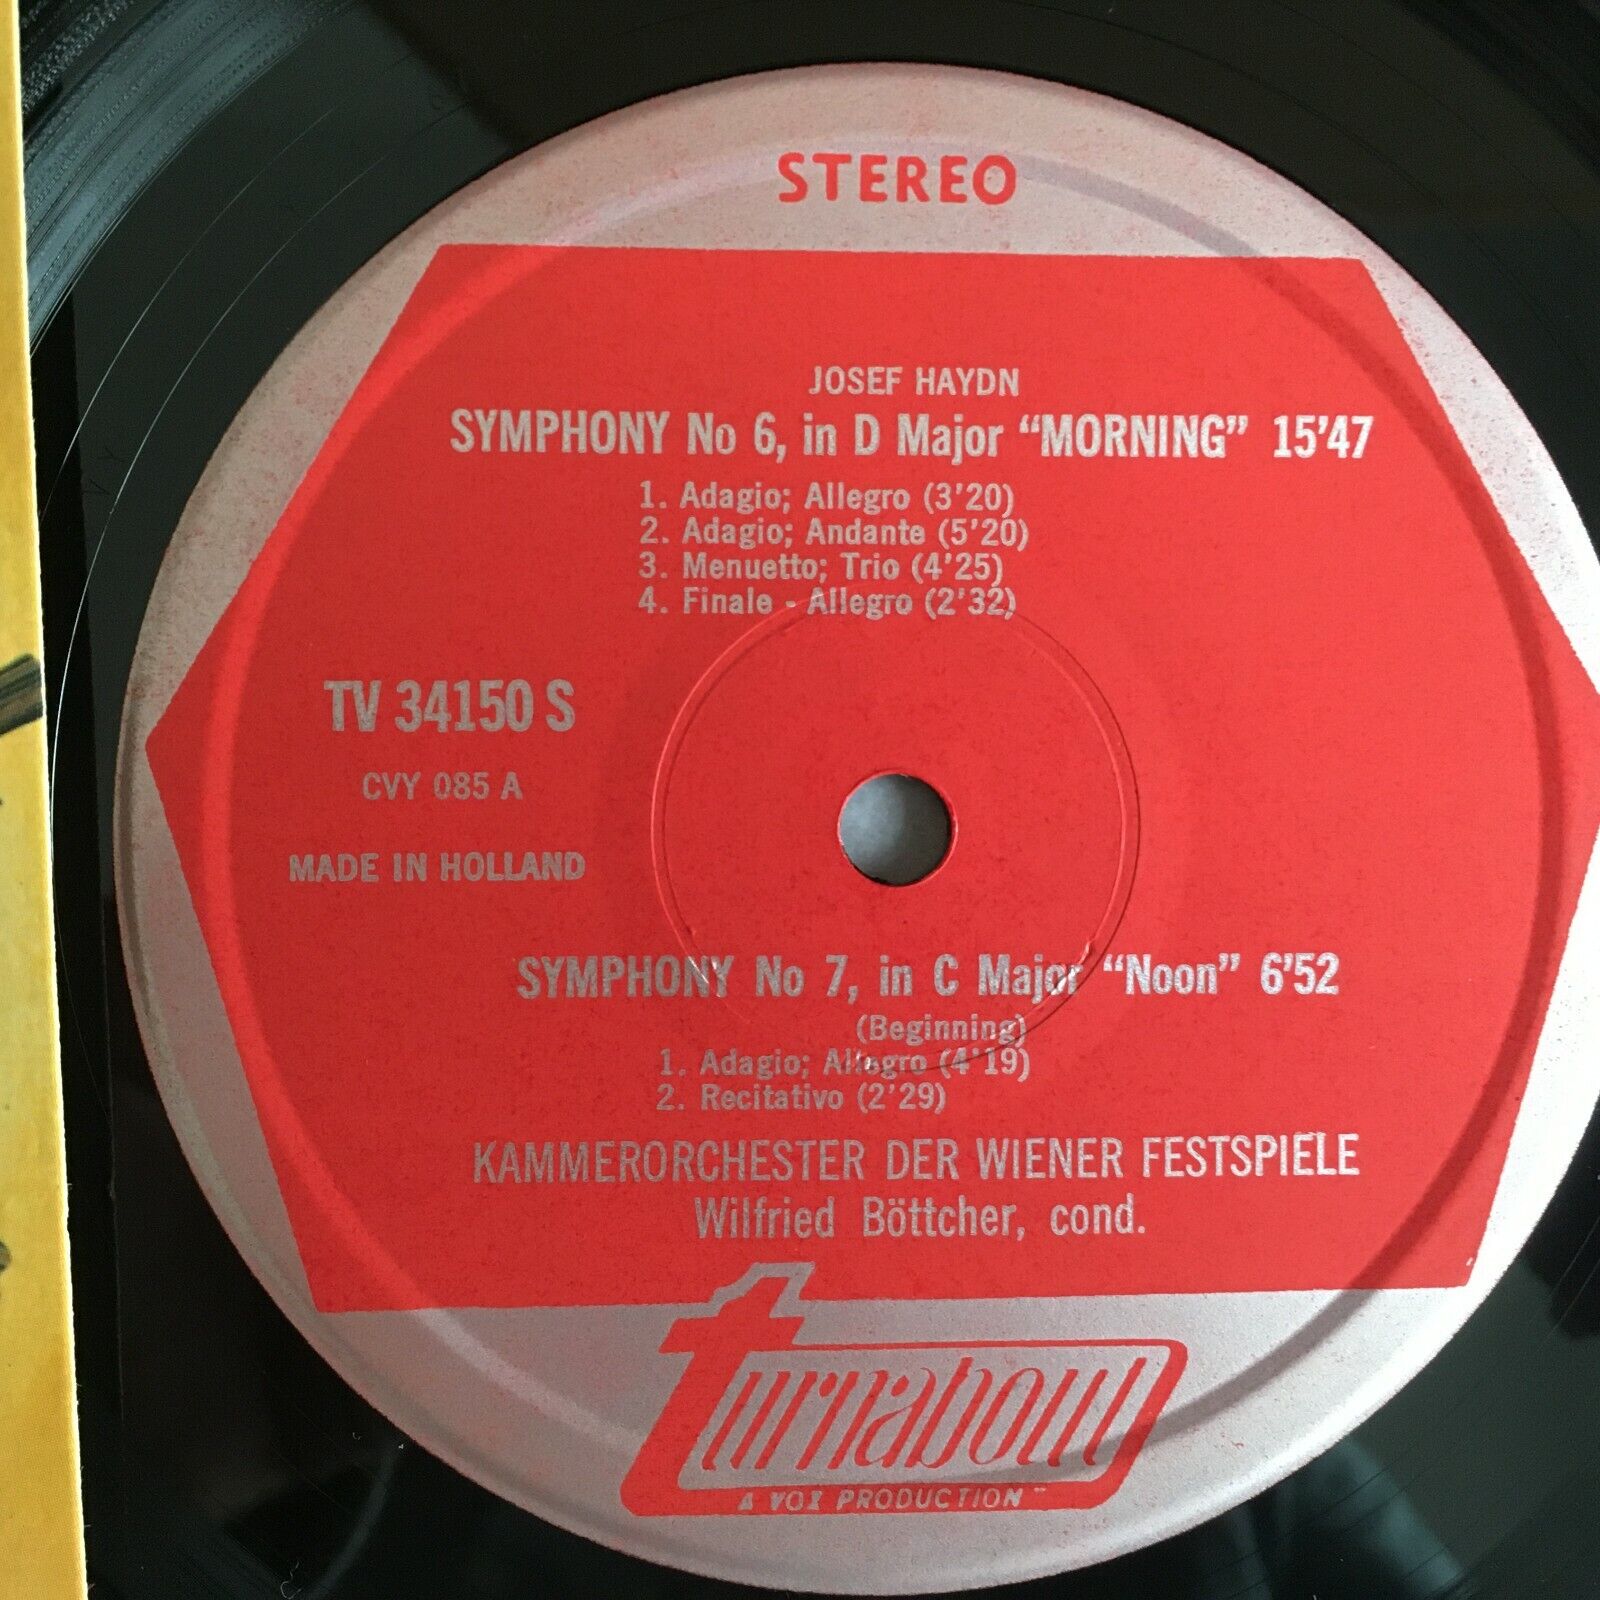 STEREO
JOSEF HAYDN
SYMPHONY No 6, in D Major “MORNING” 15'47
1. Adagio; Allegro (3'20)
2. Adagio; Andante (5'20)
3. Menuetto; Trio (4'25)
4. Finale - Allegro (2'32)
TV 34150 S
CVY 085 A
MADE IN HOLLAND
SYMPHONY No 7, in C Major “Noon” 6'52
(Beginning)
1. Adagio; Allegro (4'19)
2. Recitativo (2'29)
KAMMERORCHESTER DER WIENER FESTSPIELE
Wilfried Böttcher, cond.
turnabout
A VOX PRODUCTION